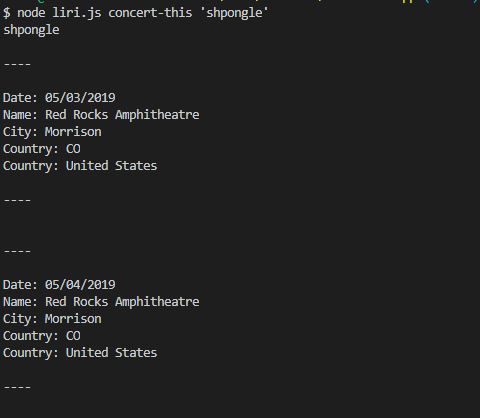 $ node liri.js concert-this 'shpongle'
shpongle
----
Date: 05/03/2019
Name: Red Rocks Amphitheatre
City: Morrison
Country: CO
Country: United States
----
----
Date: 05/04/2019
Name: Red Rocks Amphitheatre
City: Morrison
Country: CO
Country: United States
----